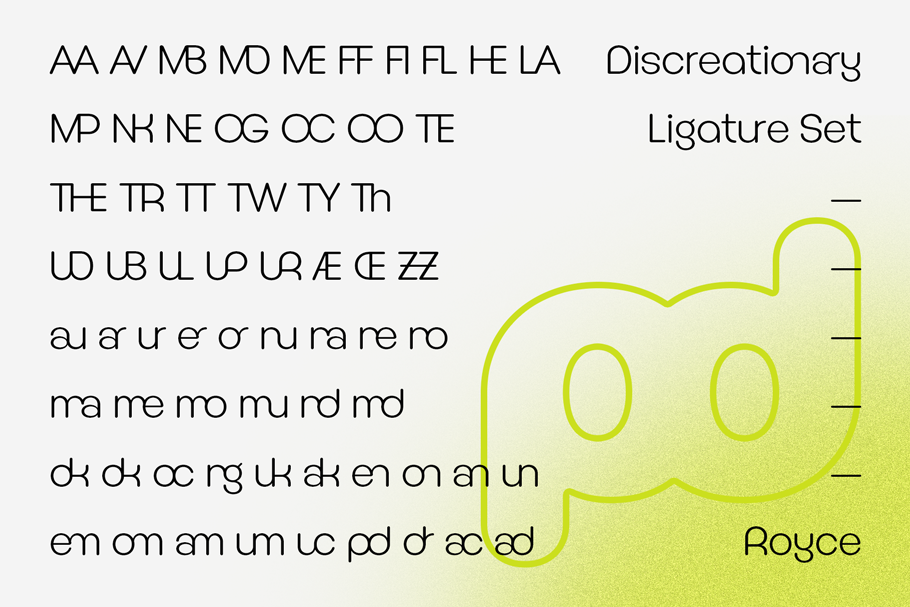 AA AV MB MD ME FF FI FL HE LA
Discreationary
MP NK NE OG OC OO TE
Ligature Set
THE TR TT TW TY Th
—
UD UB UL UP UR Æ Œ ZZ
—
au ar ur er or nu ra re ro
—
ma me mo mu rd md
—
dk ck oc rg uk ak en on an un
—
em om am um uc pd dr ac ad
Royce
pd